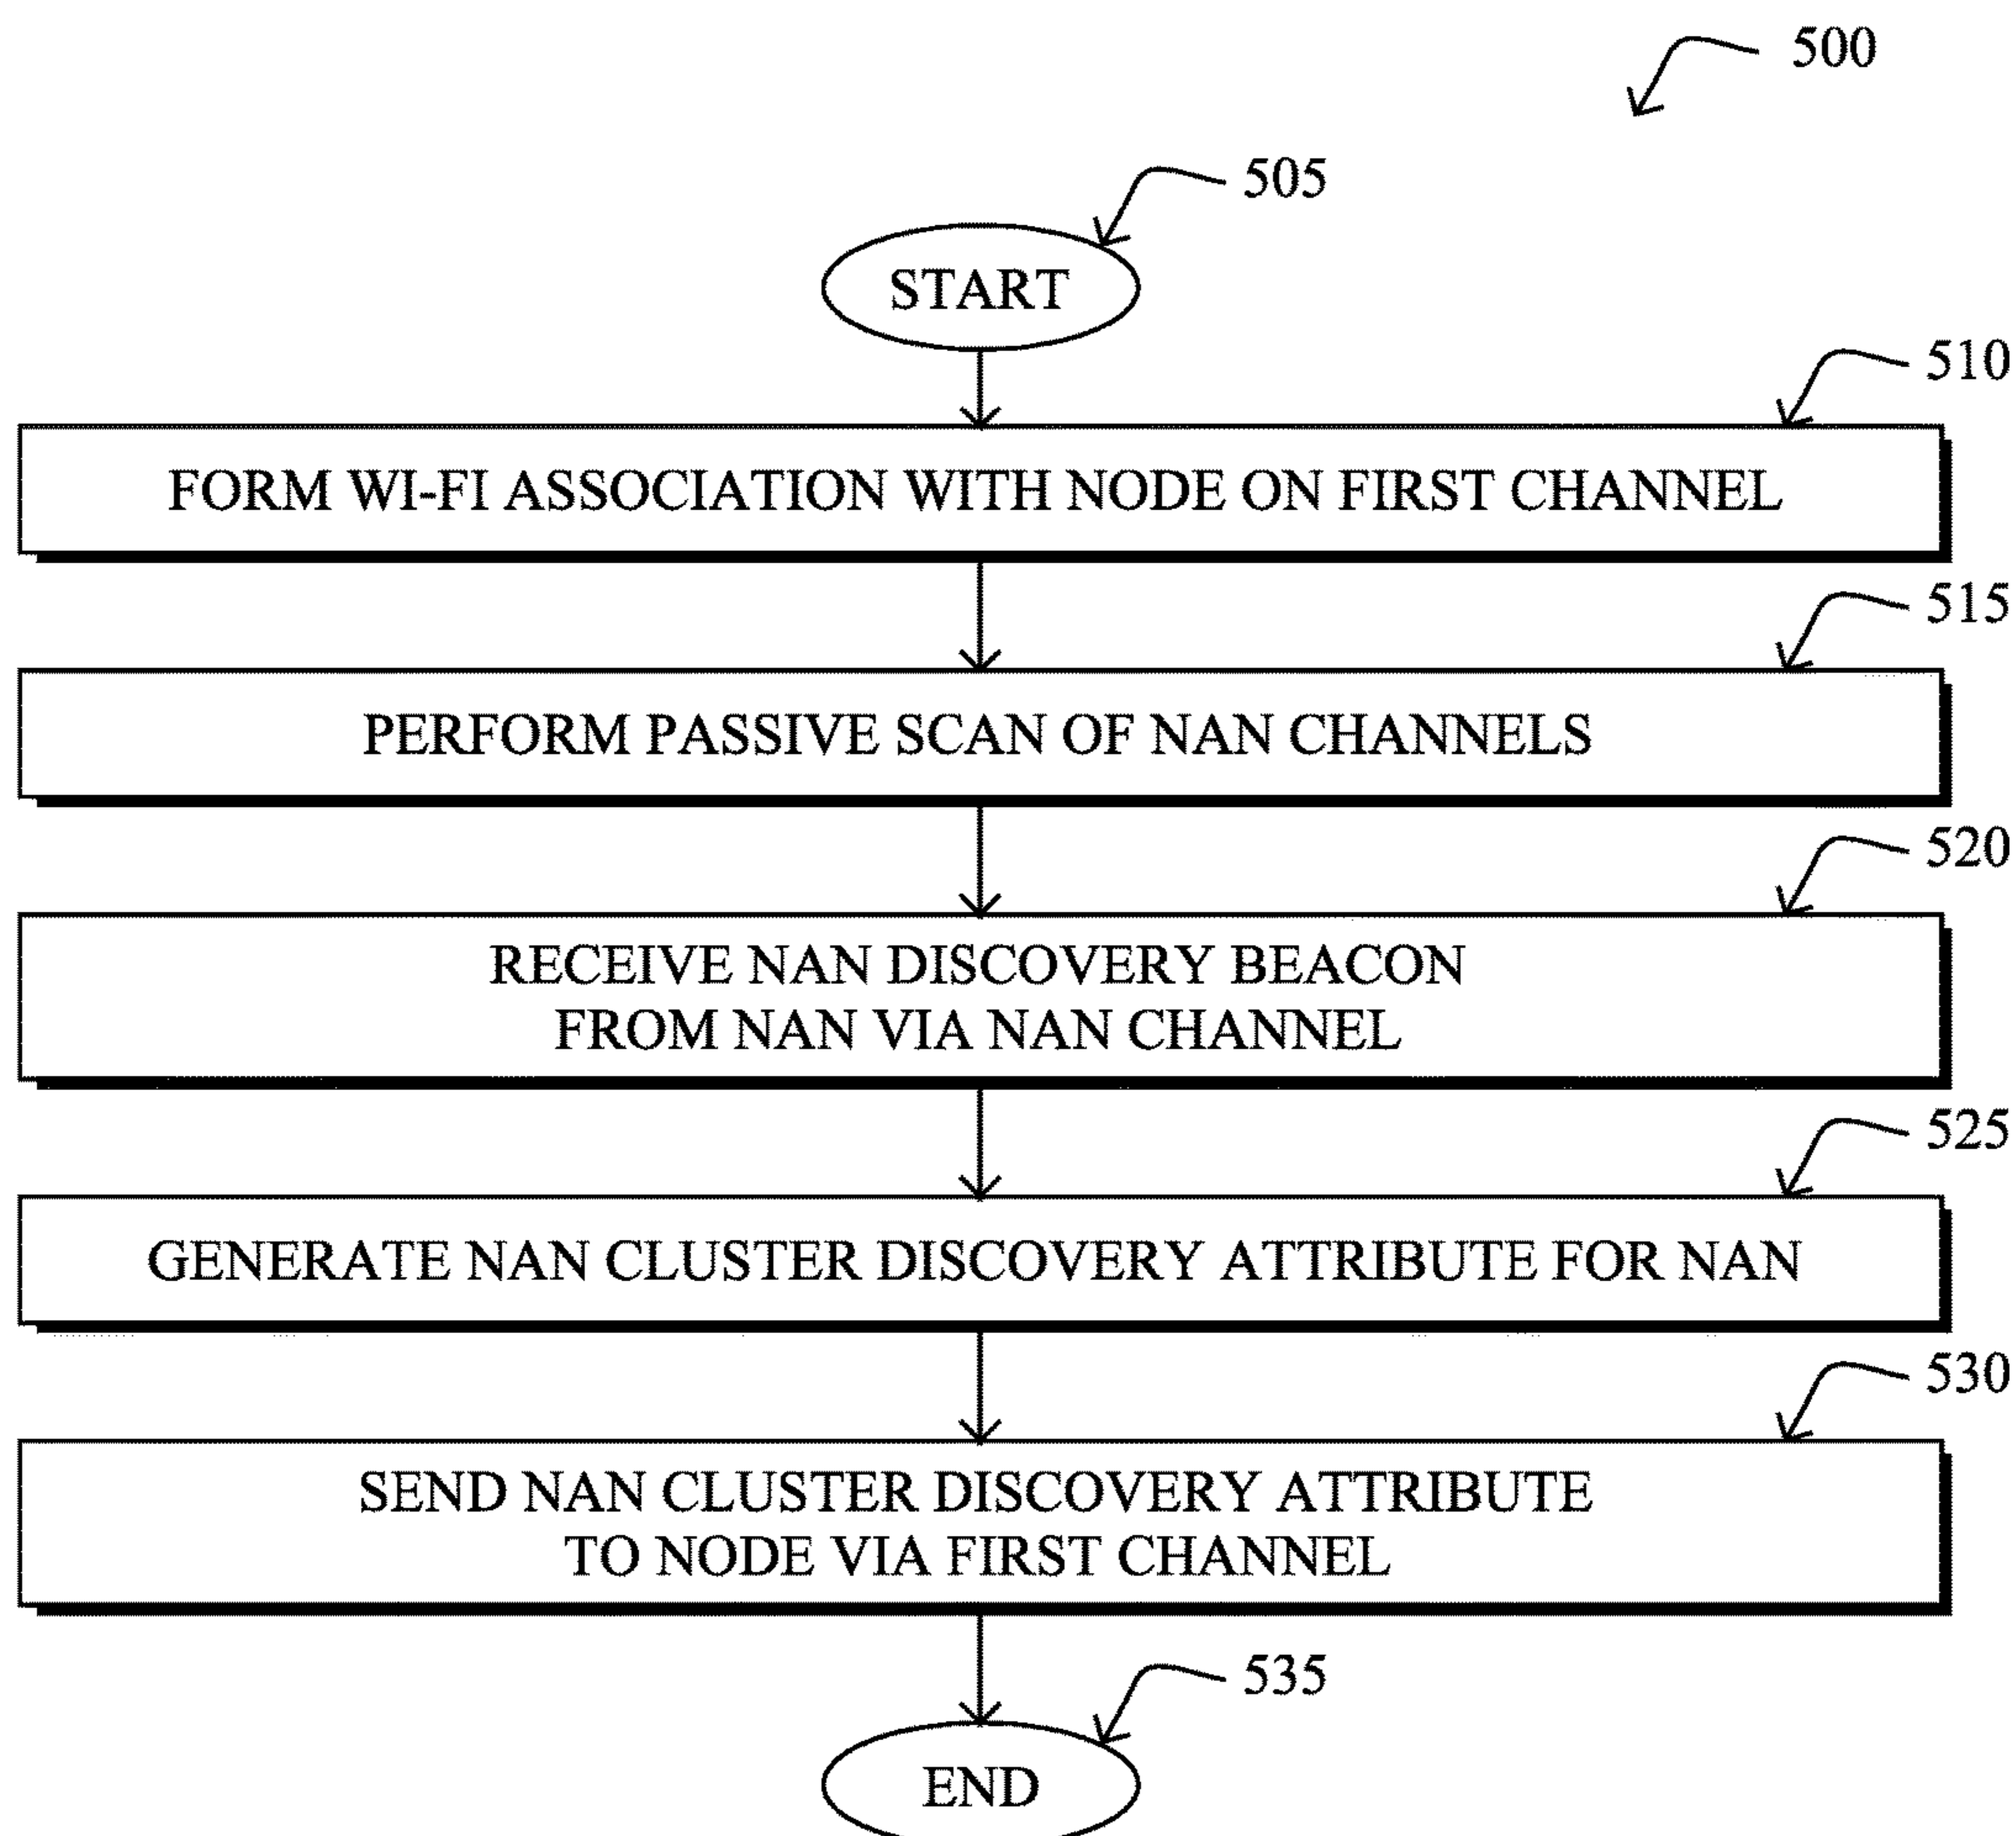 500
505
START
510
FORM WI-FI ASSOCIATION WITH NODE ON FIRST CHANNEL
515
PERFORM PASSIVE SCAN OF NAN CHANNELS
520
RECEIVE NAN DISCOVERY BEACON
FROM NAN VIA NAN CHANNEL
525
GENERATE NAN CLUSTER DISCOVERY ATTRIBUTE FOR NAN
530
SEND NAN CLUSTER DISCOVERY ATTRIBUTE
TO NODE VIA FIRST CHANNEL
535
END